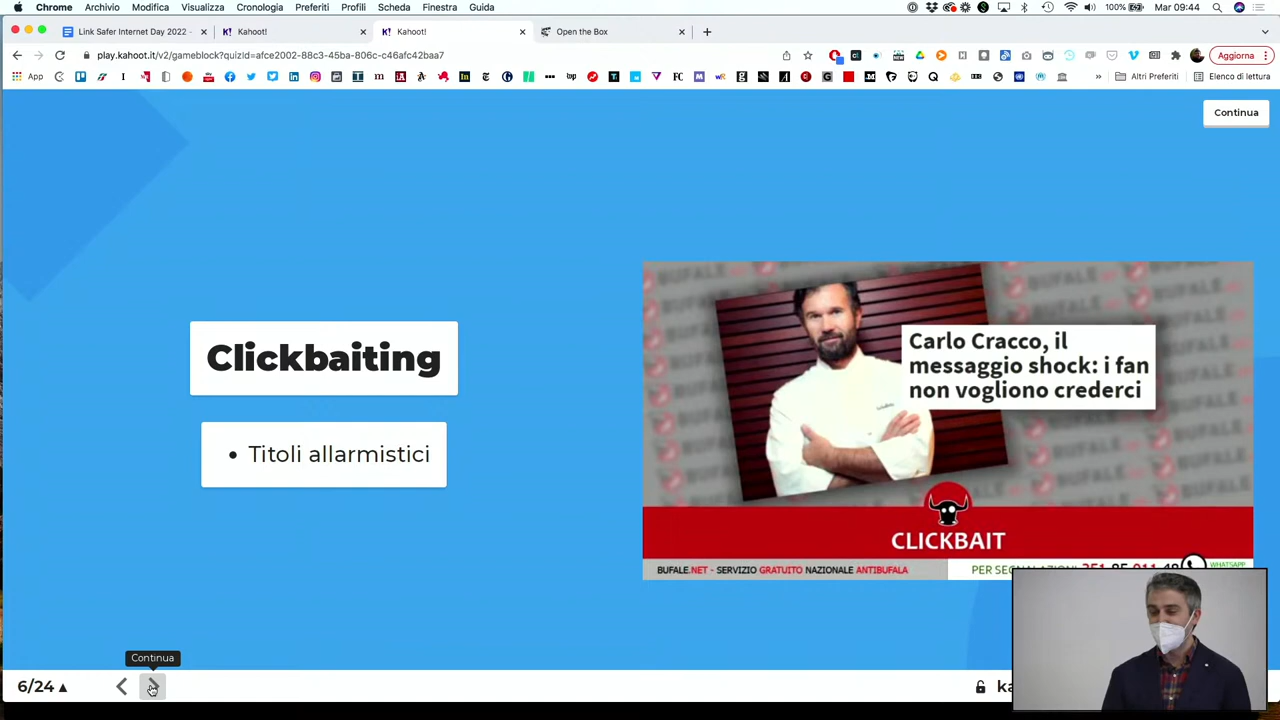 Chrome Archivio Modifica Visualizza Cronologia Preferiti Profili Scheda Finestra Guida 100% Mar 09:44
Link Safer Internet Day 2022 - Kahoot! Kahoot! Open the Box
play.kahoot.it/v2/gameblock?quizId=afce2002-88c3-45ba-806c-c46afc42baa7 Aggiorna
App Altri Preferiti Elenco di lettura
Continua
Clickbaiting
• Titoli allarmistici
Carlo Cracco, il
messaggio shock: i fan
non vogliono crederci
CLICKBAIT
BUFALE.NET - SERVIZIO GRATUITO NAZIONALE ANTIBUFALA
WHATSAPP
Continua
6/24